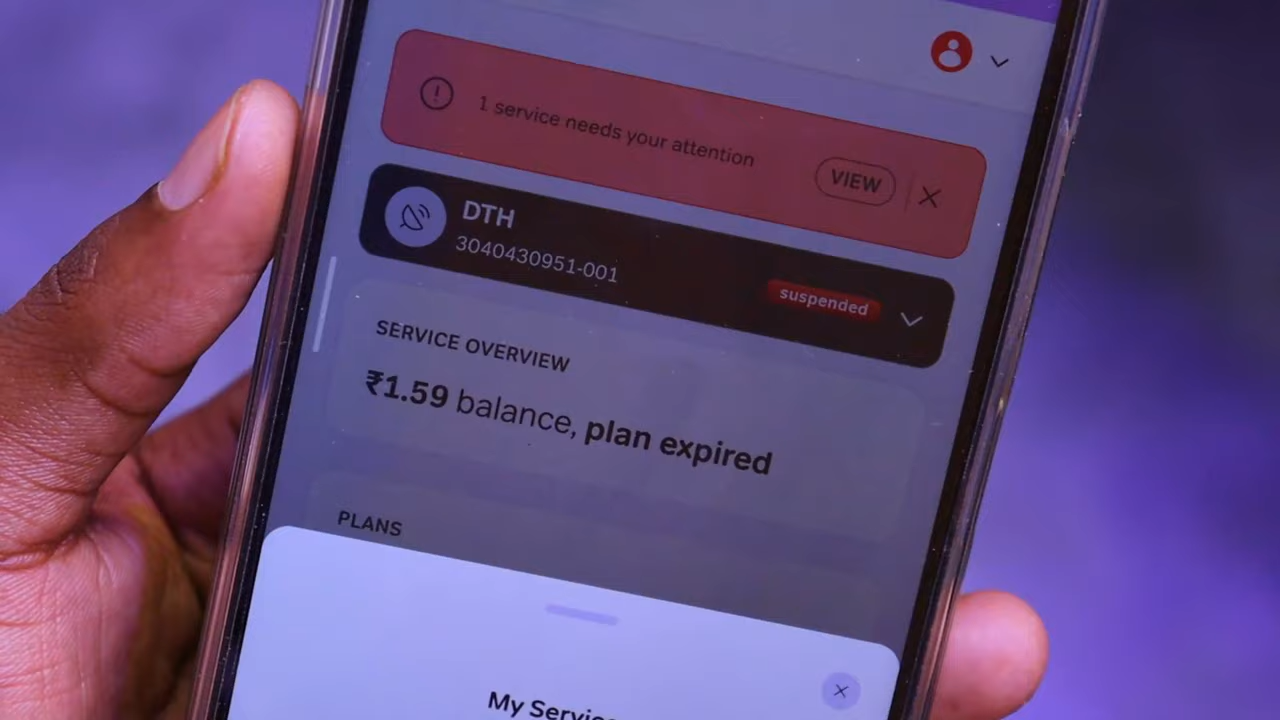 1 service needs your attention
VIEW
DTH
3040430951-001
suspended
SERVICE OVERVIEW
₹1.59 balance, plan expired
PLANS
My Service